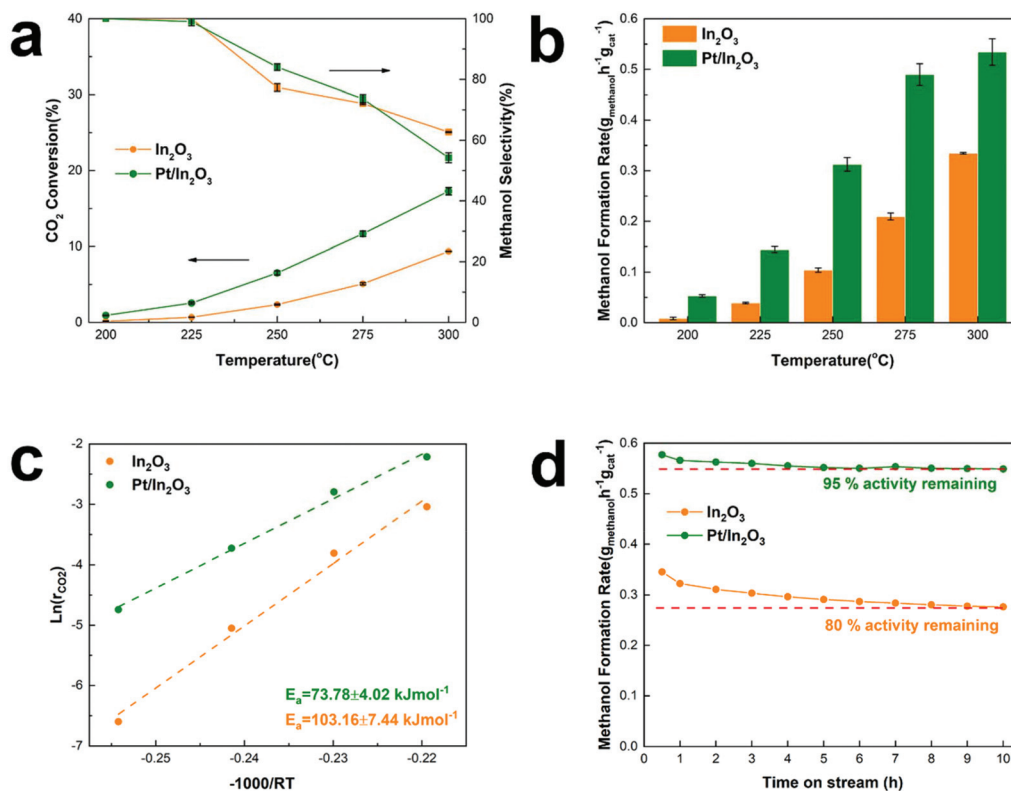 a
CO2 Conversion(%)
40
30
20
10
0
In2O3
Pt/In2O3
100
80
60
40
20
0
Methanol Selectivity(%)
200 225 250 275 300
Temperature(oC)
b
Methanol Formation Rate(gmethanolh-1gcat-1)
0.6
0.5
0.4
0.3
0.2
0.1
0.0
In2O3
Pt/In2O3
200 225 250 275 300
Temperature(oC)
c
Ln(rCO2)
-2
-3
-4
-5
-6
-7
In2O3
Pt/In2O3
Ea=73.78±4.02 kJmol-1
Ea=103.16±7.44 kJmol-1
-0.25 -0.24 -0.23 -0.22
-1000/RT
d
Methanol Formation Rate(gmethanolh-1gcat-1)
0.6
0.5
0.4
0.3
0.2
0.1
0.0
95 % activity remaining
In2O3
Pt/In2O3
80 % activity remaining
1 2 3 4 5 6 7 8 9 10
Time on stream (h)